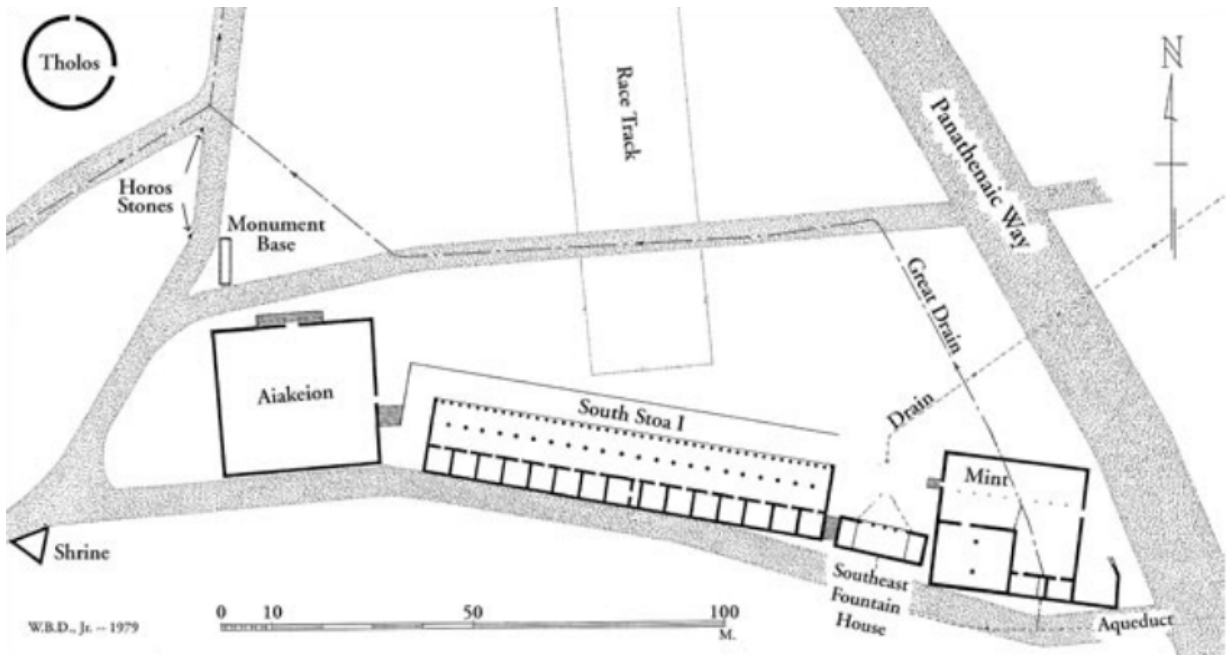 Tholos
N
Race Track
Panathenaic Way
Horos
Stones
Monument
Base
Great Drain
Aiakeion
South Stoa I
Drain
Mint
Shrine
Southeast
Fountain
House
Aqueduct
0 10 50 100
M.
W.B.D., Jr. -- 1979